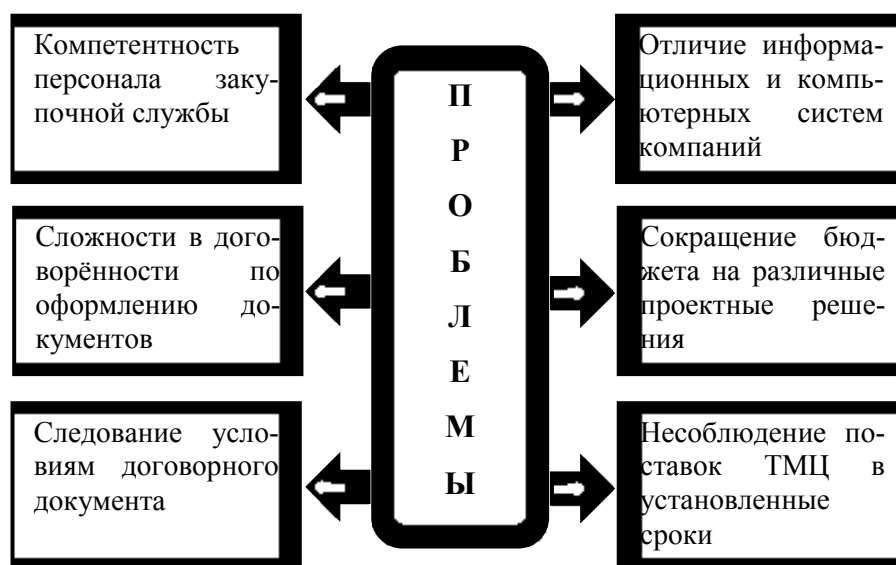 Компетентность
персонала заку-
почной службы
Сложности в дого-
ворённости по
оформлению до-
кументов
Следование усло-
виям договорного
документа
П
Р
О
Б
Л
Е
М
Ы
Отличие информа-
ционных и компь-
ютерных систем
компаний
Сокращение бюд-
жета на различные
проектные реше-
ния
Несоблюдение по-
ставок ТМЦ в
установленные
сроки